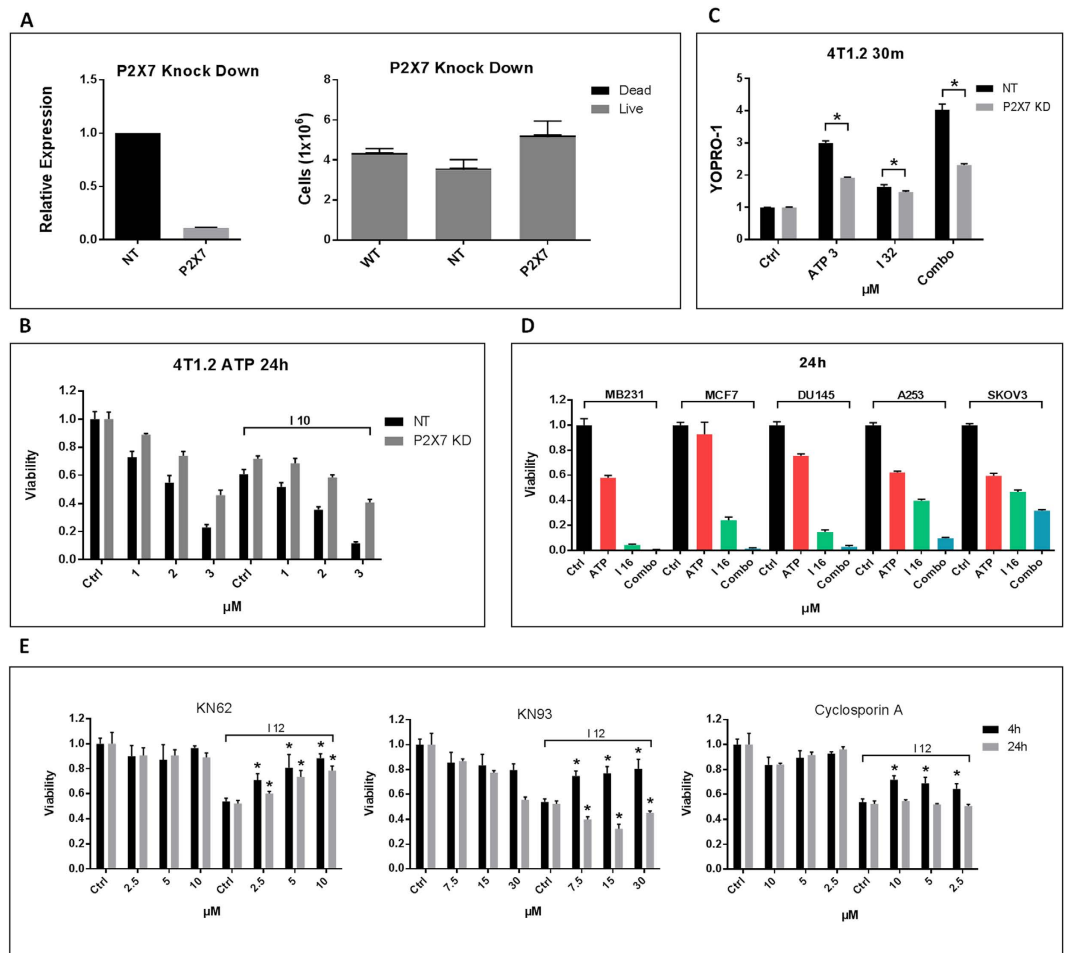 A
P2X7 Knock Down
Relative Expression
1.5
1.0
0.5
0.0
NT
P2X7
P2X7 Knock Down
Dead
Live
Cells (1x10⁶)
8
6
4
2
0
WT
NT
P2X7
C
4T1.2 30m
NT
P2X7 KD
YOPRO-1
5
4
3
2
1
0
* * *
Ctrl
ATP 3
I 32
Combo
µM
B
4T1.2 ATP 24h
NT
P2X7 KD
I 10
Viability
1.2
1.0
0.8
0.6
0.4
0.2
0.0
Ctrl 1 2 3 Ctrl 1 2 3
µM
D
24h
MB231 MCF7 DU145 A253 SKOV3
Viability
1.2
1.0
0.8
0.6
0.4
0.2
0.0
Ctrl ATP I 16 Combo Ctrl ATP I 16 Combo Ctrl ATP I 16 Combo Ctrl ATP I 16 Combo Ctrl ATP I 16 Combo
µM
E
KN62
I 12
Viability
1.2
1.0
0.8
0.6
0.4
0.2
0.0
* * * * * *
Ctrl 2.5 5 10 Ctrl 2.5 5 10
µM
KN93
I 12
Viability
1.2
1.0
0.8
0.6
0.4
0.2
0.0
* * * * * *
Ctrl 7.5 15 30 Ctrl 7.5 15 30
µM
Cyclosporin A
4h
24h
I 12
Viability
1.2
1.0
0.8
0.6
0.4
0.2
0.0
* * *
Ctrl 10 5 2.5 Ctrl 10 5 2.5
µM